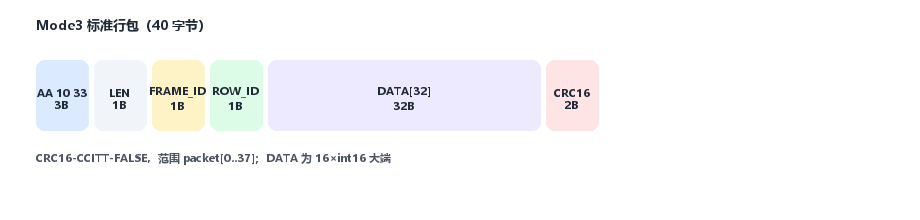 Mode3 标准行包（40 字节）
AA 10 33
3B
LEN
1B
FRAME_ID
1B
ROW_ID
1B
DATA[32]
32B
CRC16
2B
CRC16-CCITT-FALSE，范围 packet[0..37]；DATA 为 16×int16 大端